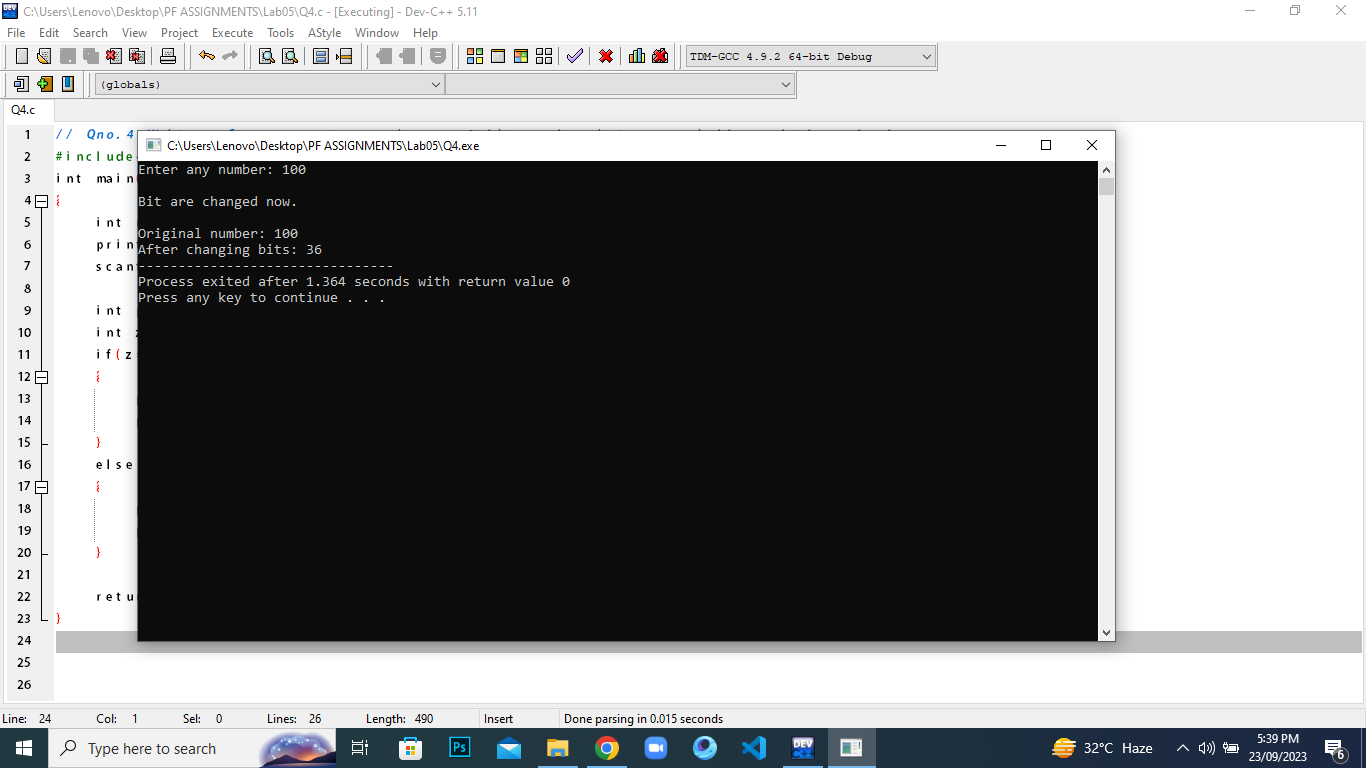 C:\Users\Lenovo\Desktop\PF ASSIGNMENTS\Lab05\Q4.c - [Executing] - Dev-C++ 5.11
File Edit Search View Project Execute Tools AStyle Window Help
TDM-GCC 4.9.2 64-bit Debug
(globals)
Q4.c
1 // Qno.4
2 #include
3 int main
4 {
5 int
6 prin
7 scan
8
9 int
10 int z
11 if(z
12 {
13
14
15 }
16 else
17 {
18
19
20 }
21
22 retu
23 }
24
25
26
C:\Users\Lenovo\Desktop\PF ASSIGNMENTS\Lab05\Q4.exe
Enter any number: 100
Bit are changed now.
Original number: 100
After changing bits: 36
--------------------------------
Process exited after 1.364 seconds with return value 0
Press any key to continue . . .
Line: 24 Col: 1 Sel: 0 Lines: 26 Length: 490 Insert Done parsing in 0.015 seconds
Type here to search
Ps
DEV
32°C Haze
5:39 PM
23/09/2023
6